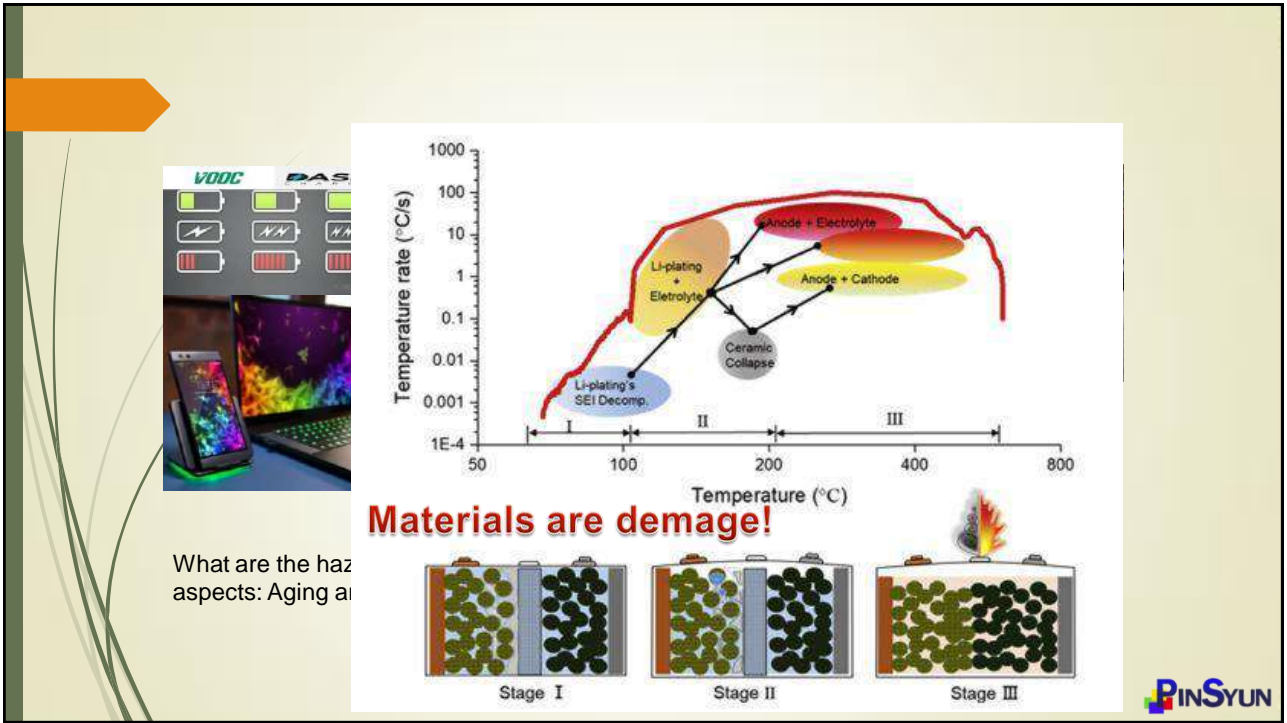 VOOC DAS
1000
100
10
1
0.1
0.01
0.001
1E-4
Temperature rate (°C/s)
Anode + Electrolyte
Li-plating
+
Eletrolyte
Anode + Cathode
Ceramic
Collapse
Li-plating's
SEI Decomp.
I II III
50 100 200 400 800
Temperature (°C)
Materials are demage!
What are the haz
aspects: Aging a
Stage I Stage II Stage III
PINSYUN